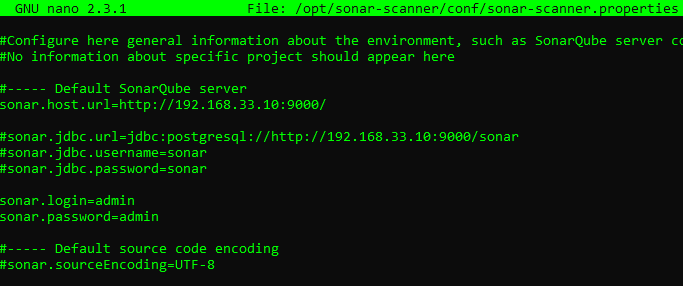 GNU nano 2.3.1 File: /opt/sonar-scanner/conf/sonar-scanner.properties
#Configure here general information about the environment, such as SonarQube server co
#No information about specific project should appear here
#----- Default SonarQube server
sonar.host.url=http://192.168.33.10:9000/
#sonar.jdbc.url=jdbc:postgresql://http://192.168.33.10:9000/sonar
#sonar.jdbc.username=sonar
#sonar.jdbc.password=sonar
sonar.login=admin
sonar.password=admin
#----- Default source code encoding
#sonar.sourceEncoding=UTF-8